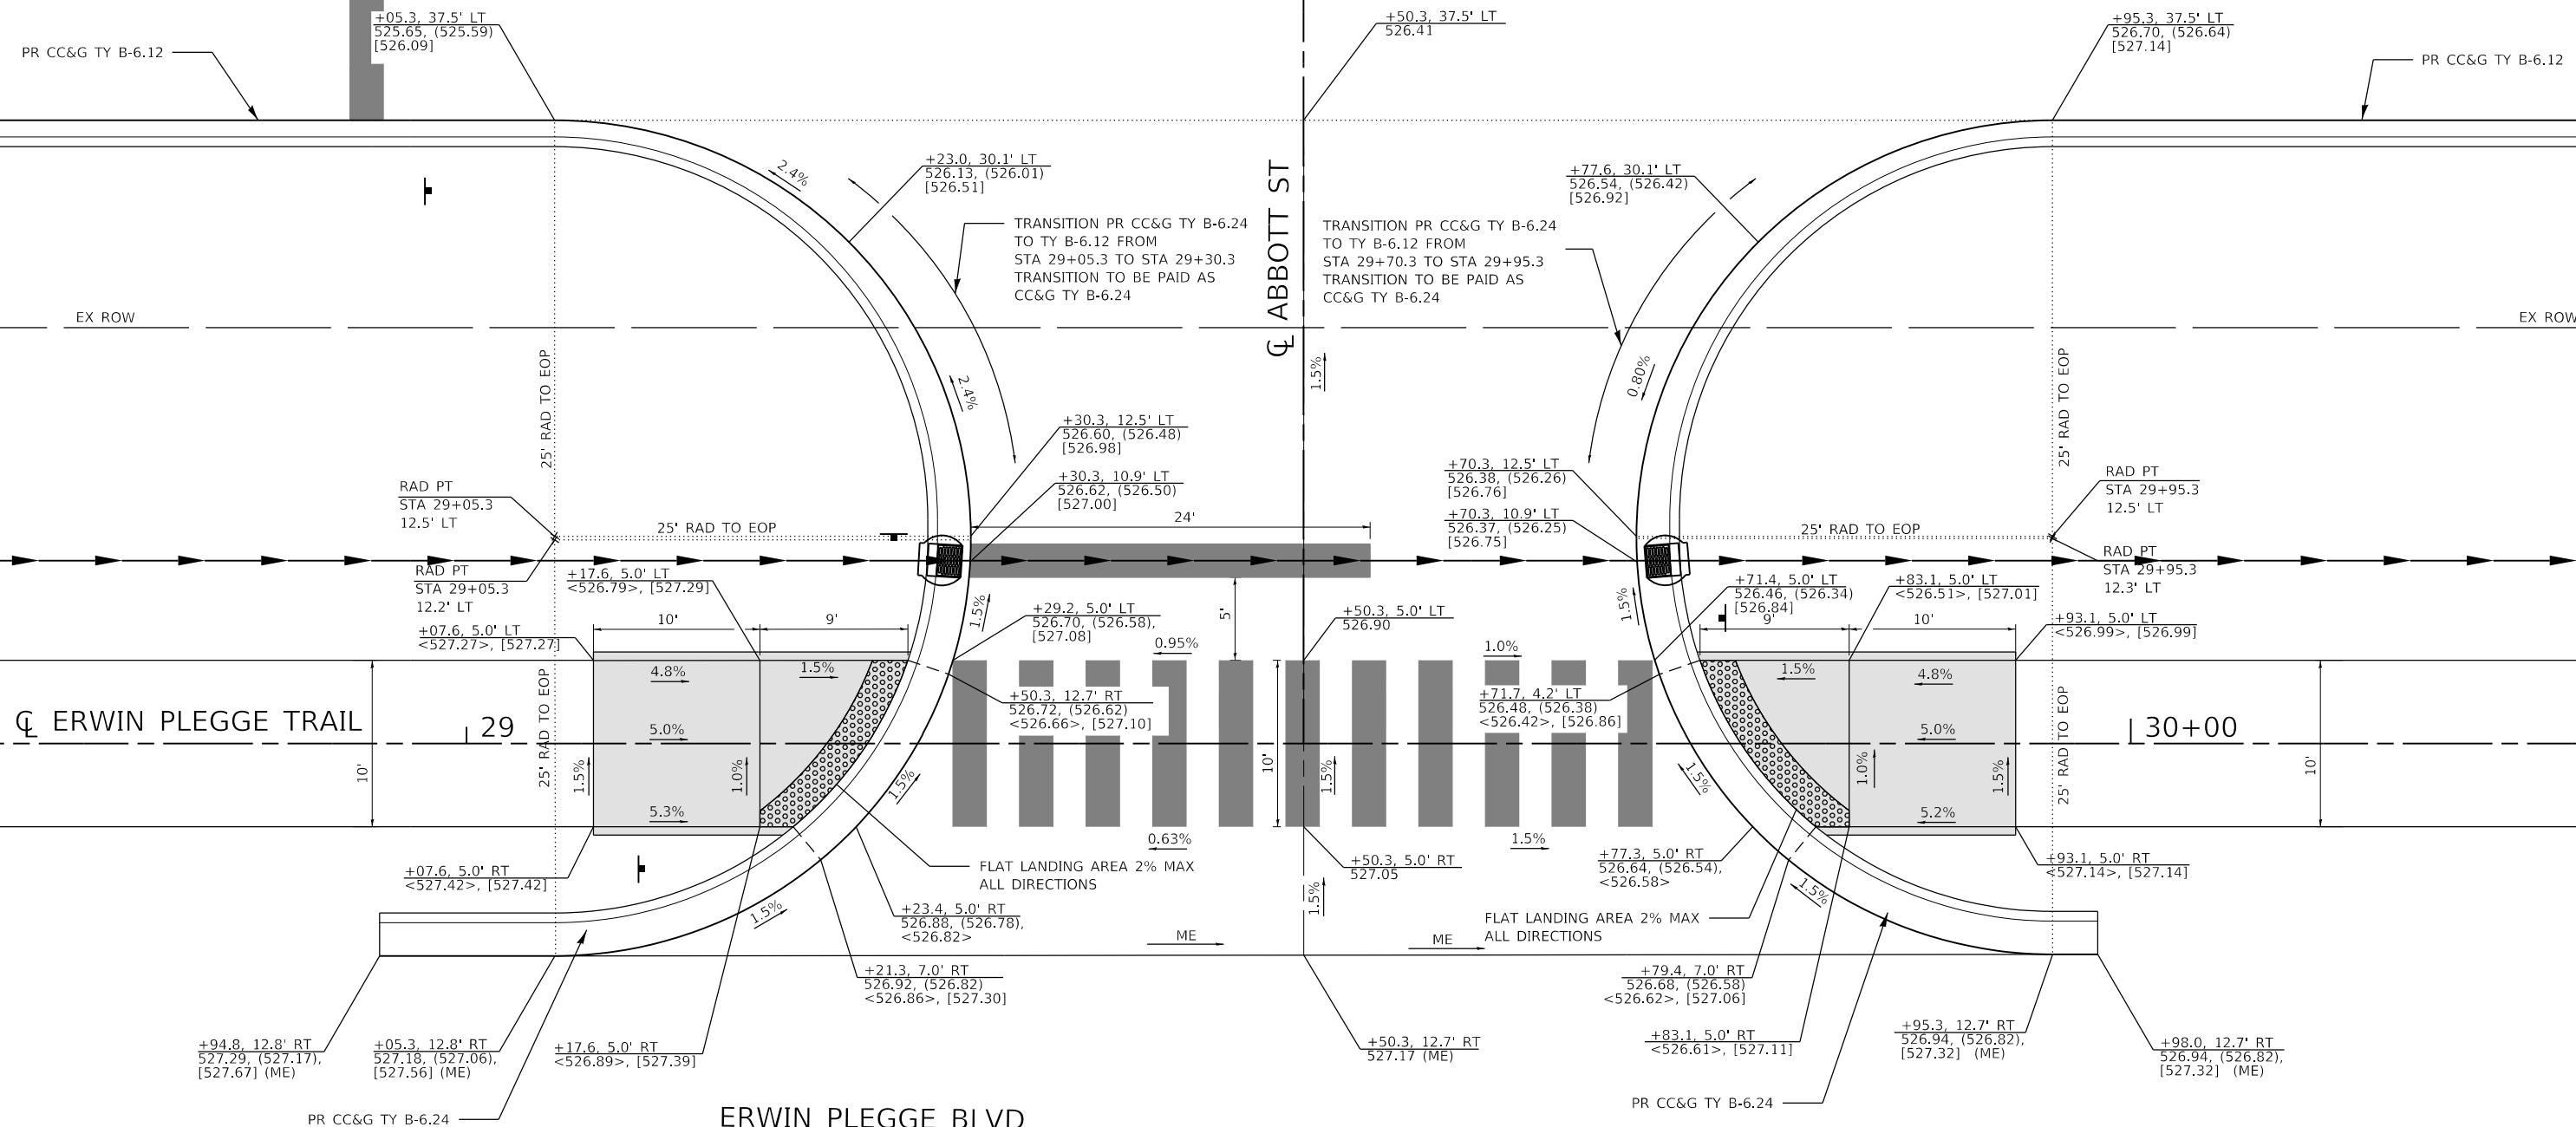 +05.3, 37.5' LT
525.65, (525.59)
[526.09]
PR CC&G TY B-6.12
+50.3, 37.5' LT
526.41
+95.3, 37.5' LT
526.70, (526.64)
[527.14]
PR CC&G TY B-6.12
2.4%
+23.0, 30.1' LT
526.13, (526.01)
[526.51]
TRANSITION PR CC&G TY B-6.24
TO TY B-6.12 FROM
STA 29+05.3 TO STA 29+30.3
TRANSITION TO BE PAID AS
CC&G TY B-6.24
℄ ABBOTT ST
+77.6, 30.1' LT
526.54, (526.42)
[526.92]
TRANSITION PR CC&G TY B-6.24
TO TY B-6.12 FROM
STA 29+70.3 TO STA 29+95.3
TRANSITION TO BE PAID AS
CC&G TY B-6.24
EX ROW
EX ROW
25' RAD TO EOP
2.4%
1.5%
0.80%
25' RAD TO EOP
+30.3, 12.5' LT
526.60, (526.48)
[526.98]
+30.3, 10.9' LT
526.62, (526.50)
[527.00]
+70.3, 12.5' LT
526.38, (526.26)
[526.76]
+70.3, 10.9' LT
526.37, (526.25)
[526.75]
RAD PT
STA 29+05.3
12.5' LT
RAD PT
STA 29+95.3
12.5' LT
25' RAD TO EOP
24'
25' RAD TO EOP
RAD PT
STA 29+05.3
12.2' LT
RAD PT
STA 29+95.3
12.3' LT
+17.6, 5.0' LT
<526.79>, [527.29]
+07.6, 5.0' LT
<527.27>, [527.27]
10'
9'
1.5%
+29.2, 5.0' LT
526.70, (526.58),
[527.08]
5'
+50.3, 5.0' LT
526.90
1.5%
+71.4, 5.0' LT
526.46, (526.34)
[526.84]
+83.1, 5.0' LT
<526.51>, [527.01]
9'
10'
+93.1, 5.0' LT
<526.99>, [526.99]
0.95%
1.0%
4.8%
1.5%
1.5%
4.8%
+50.3, 12.7' RT
526.72, (526.62)
<526.66>, [527.10]
+71.7, 4.2' LT
526.48, (526.38)
<526.42>, [526.86]
℄ ERWIN PLEGGE TRAIL
29
25' RAD TO EOP
5.0%
5.0%
25' RAD TO EOP
30+00
10'
1.5%
1.0%
1.5%
10'
1.5%
1.5%
1.0%
1.5%
10'
5.3%
5.2%
0.63%
1.5%
+07.6, 5.0' RT
<527.42>, [527.42]
FLAT LANDING AREA 2% MAX
ALL DIRECTIONS
+50.3, 5.0' RT
527.05
+77.3, 5.0' RT
526.64, (526.54),
<526.58>
+93.1, 5.0' RT
<527.14>, [527.14]
1.5%
+23.4, 5.0' RT
526.88, (526.78),
<526.82>
1.5%
FLAT LANDING AREA 2% MAX
ALL DIRECTIONS
1.5%
ME
ME
+21.3, 7.0' RT
526.92, (526.82)
<526.86>, [527.30]
+79.4, 7.0' RT
526.68, (526.58)
<526.62>, [527.06]
+94.8, 12.8' RT
527.29, (527.17),
[527.67] (ME)
+05.3, 12.8' RT
527.18, (527.06),
[527.56] (ME)
+17.6, 5.0' RT
<526.89>, [527.39]
+50.3, 12.7' RT
527.17 (ME)
+83.1, 5.0' RT
<526.61>, [527.11]
+95.3, 12.7' RT
526.94, (526.82),
[527.32] (ME)
+98.0, 12.7' RT
526.94, (526.82),
[527.32] (ME)
PR CC&G TY B-6.24
ERWIN PLEGGE BLVD
PR CC&G TY B-6.24